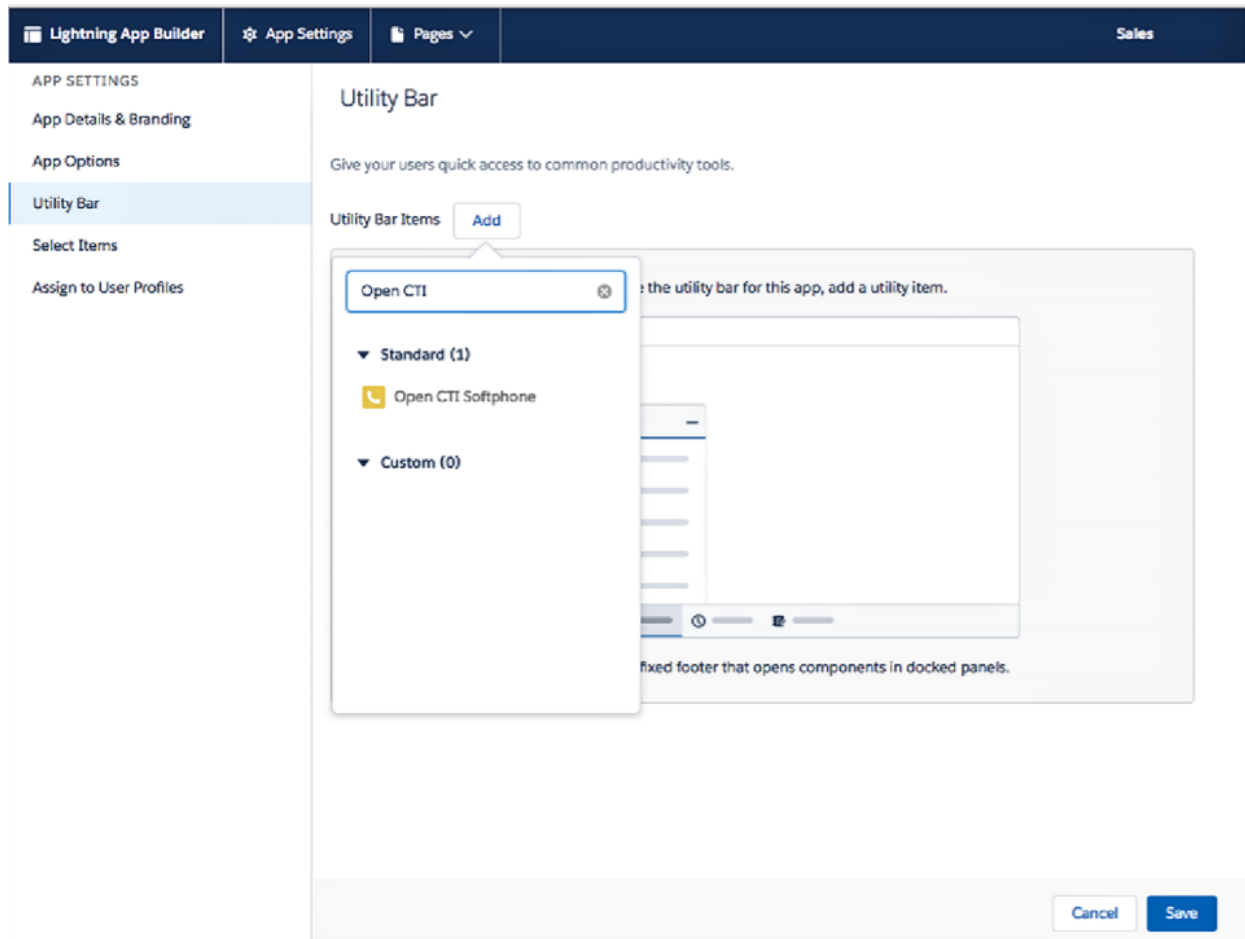 Lightning App Builder
App Settings
Pages
Sales
APP SETTINGS
App Details & Branding
App Options
Utility Bar
Select Items
Assign to User Profiles
Utility Bar
Give your users quick access to common productivity tools.
Utility Bar Items
Add
Open CTI
Standard (1)
Open CTI Softphone
Custom (0)
the utility bar for this app, add a utility item.
fixed footer that opens components in docked panels.
Cancel
Save